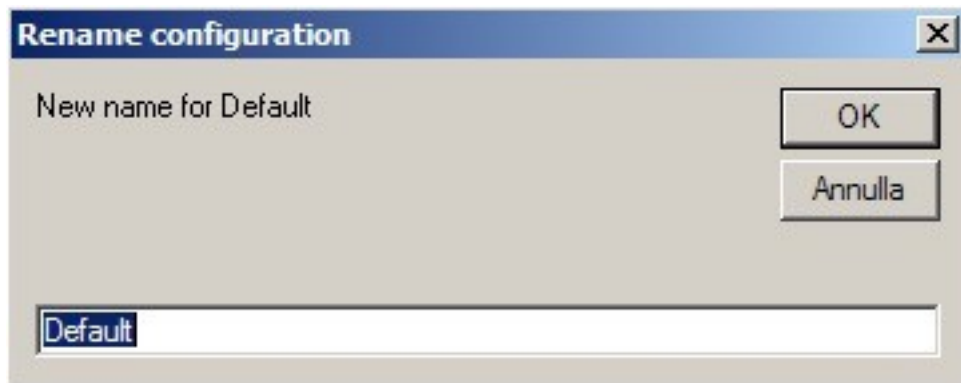 Rename configuration
New name for Default
OK
Annulla
Default